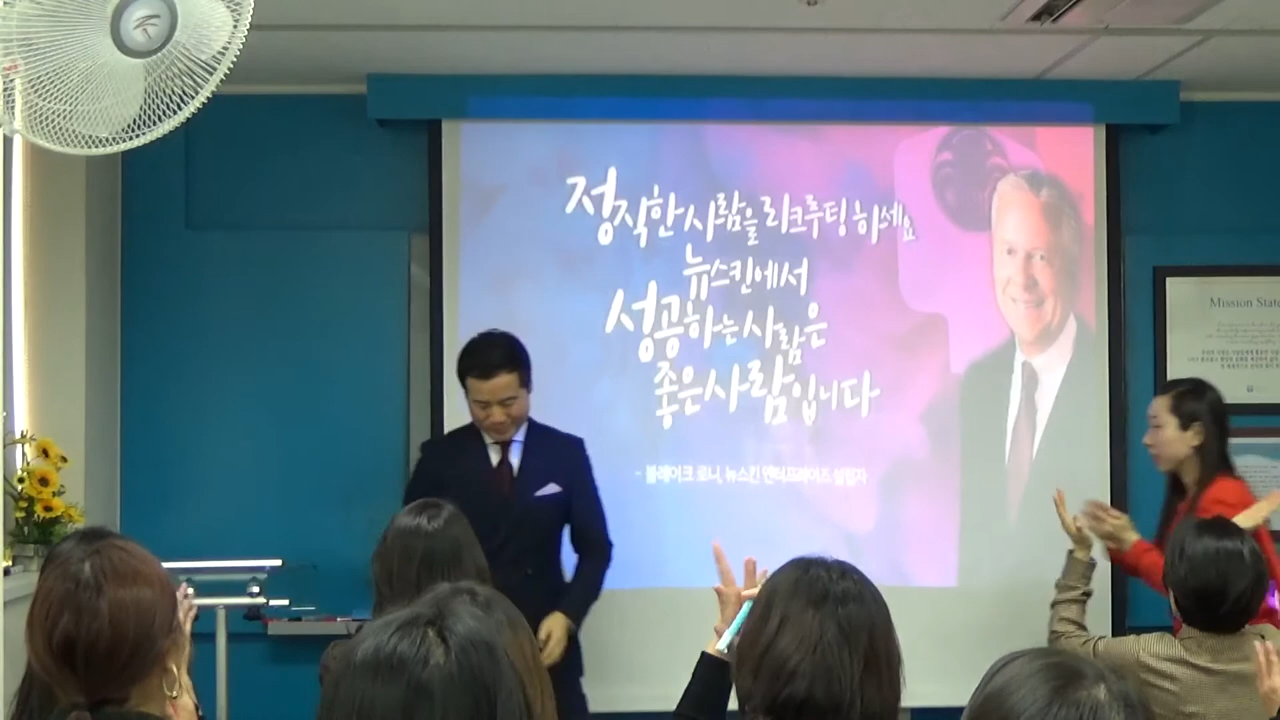 정직한 사람을 리크루팅 하세요
뉴스킨에서
성공하는 사람은
좋은 사람입니다
- 블레이크 로니, 뉴스킨 엔터프라이즈 설립자
Mission State